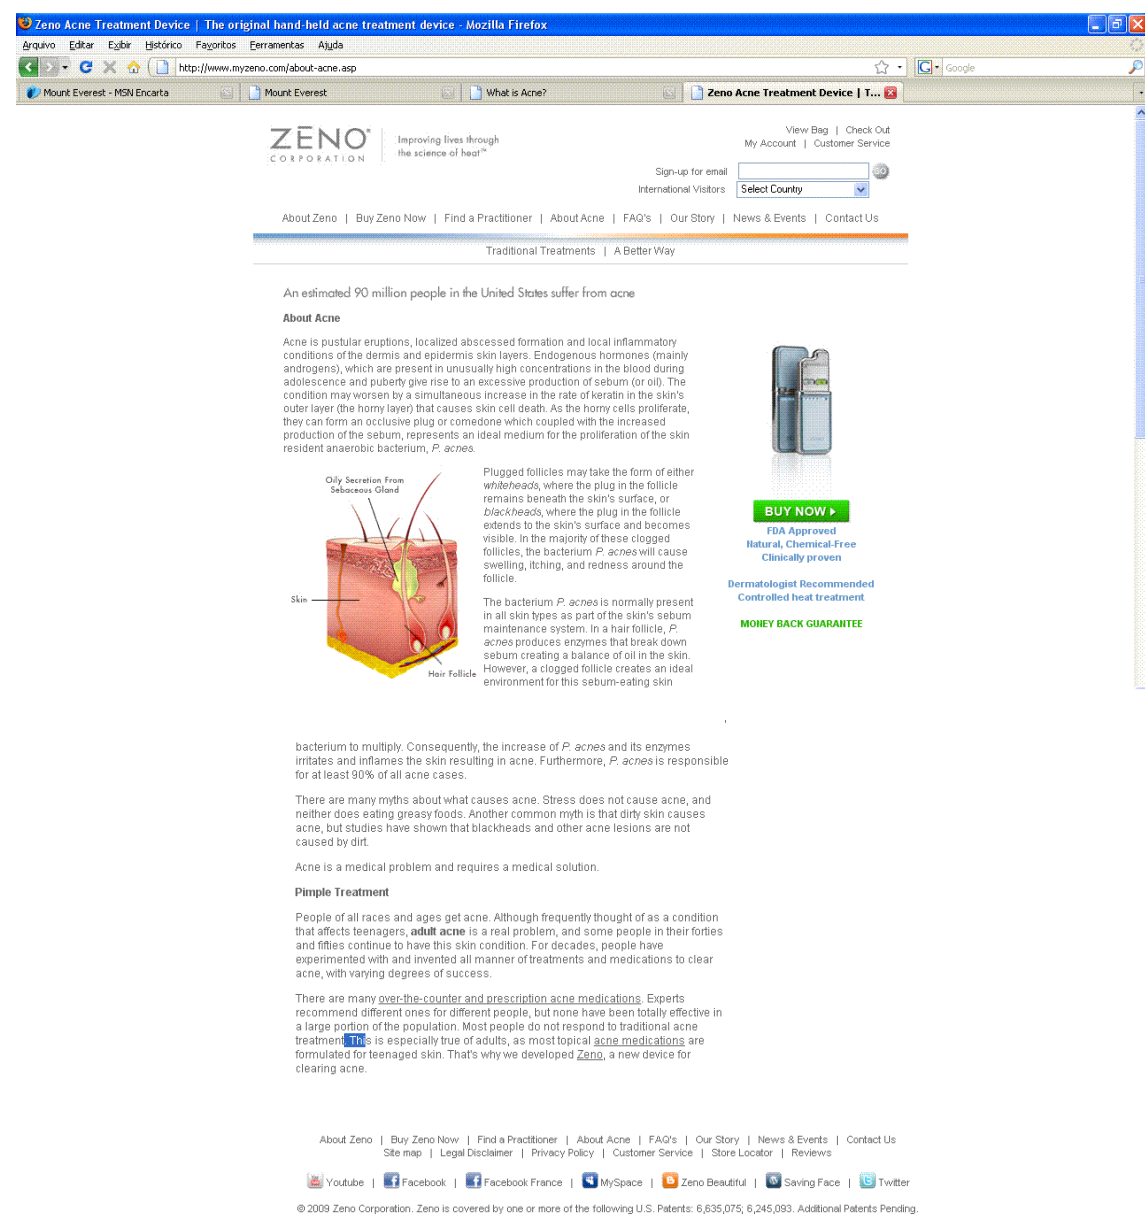 Zeno Acne Treatment Device | The original hand-held acne treatment device - Mozilla Firefox
Arquivo Editar Exibir Histórico Favoritos Ferramentas Ajuda
http://www.myzeno.com/about-acne.asp
Google
Mount Everest - MSN Encarta
Mount Everest
What is Acne?
Zeno Acne Treatment Device | T...
ZĒNO®
CORPORATION
Improving lives through
the science of heat™
View Bag | Check Out
My Account | Customer Service
Sign-up for email
GO
International Visitors Select Country
About Zeno | Buy Zeno Now | Find a Practitioner | About Acne | FAQ's | Our Story | News & Events | Contact Us
Traditional Treatments | A Better Way
An estimated 90 million people in the United States suffer from acne
About Acne
Acne is pustular eruptions, localized abscessed formation and local inflammatory
conditions of the dermis and epidermis skin layers. Endogenous hormones (mainly
androgens), which are present in unusually high concentrations in the blood during
adolescence and puberty give rise to an excessive production of sebum (or oil). The
condition may worsen by a simultaneous increase in the rate of keratin in the skin's
outer layer (the horny layer) that causes skin cell death. As the horny cells proliferate,
they can form an occlusive plug or comedone which coupled with the increased
production of the sebum, represents an ideal medium for the proliferation of the skin
resident anaerobic bacterium, P. acnes.
Oily Secretion From
Sebaceous Gland
Skin
Hair Follicle
Plugged follicles may take the form of either
whiteheads, where the plug in the follicle
remains beneath the skin's surface, or
blackheads, where the plug in the follicle
extends to the skin's surface and becomes
visible. In the majority of these clogged
follicles, the bacterium P. acnes will cause
swelling, itching, and redness around the
follicle.
The bacterium P. acnes is normally present
in all skin types as part of the skin's sebum
maintenance system. In a hair follicle, P.
acnes produces enzymes that break down
sebum creating a balance of oil in the skin.
However, a clogged follicle creates an ideal
environment for this sebum-eating skin
BUY NOW
FDA Approved
Natural, Chemical-Free
Clinically proven
Dermatologist Recommended
Controlled heat treatment
MONEY BACK GUARANTEE
bacterium to multiply. Consequently, the increase of P. acnes and its enzymes
irritates and inflames the skin resulting in acne. Furthermore, P. acnes is responsible
for at least 90% of all acne cases.
There are many myths about what causes acne. Stress does not cause acne, and
neither does eating greasy foods. Another common myth is that dirty skin causes
acne, but studies have shown that blackheads and other acne lesions are not
caused by dirt.
Acne is a medical problem and requires a medical solution.
Pimple Treatment
People of all races and ages get acne. Although frequently thought of as a condition
that affects teenagers, adult acne is a real problem, and some people in their forties
and fifties continue to have this skin condition. For decades, people have
experimented with and invented all manner of treatments and medications to clear
acne, with varying degrees of success.
There are many over-the-counter and prescription acne medications. Experts
recommend different ones for different people, but none have been totally effective in
a large portion of the population. Most people do not respond to traditional acne
treatment. This is especially true of adults, as most topical acne medications are
formulated for teenaged skin. That's why we developed Zeno, a new device for
clearing acne.
About Zeno | Buy Zeno Now | Find a Practitioner | About Acne | FAQ's | Our Story | News & Events | Contact Us
Site map | Legal Disclaimer | Privacy Policy | Customer Service | Store Locator | Reviews
Youtube | Facebook | Facebook France | MySpace | Zeno Beautiful | Saving Face | Twitter
© 2009 Zeno Corporation. Zeno is covered by one or more of the following U.S. Patents: 6,635,075; 6,245,093. Additional Patents Pending.